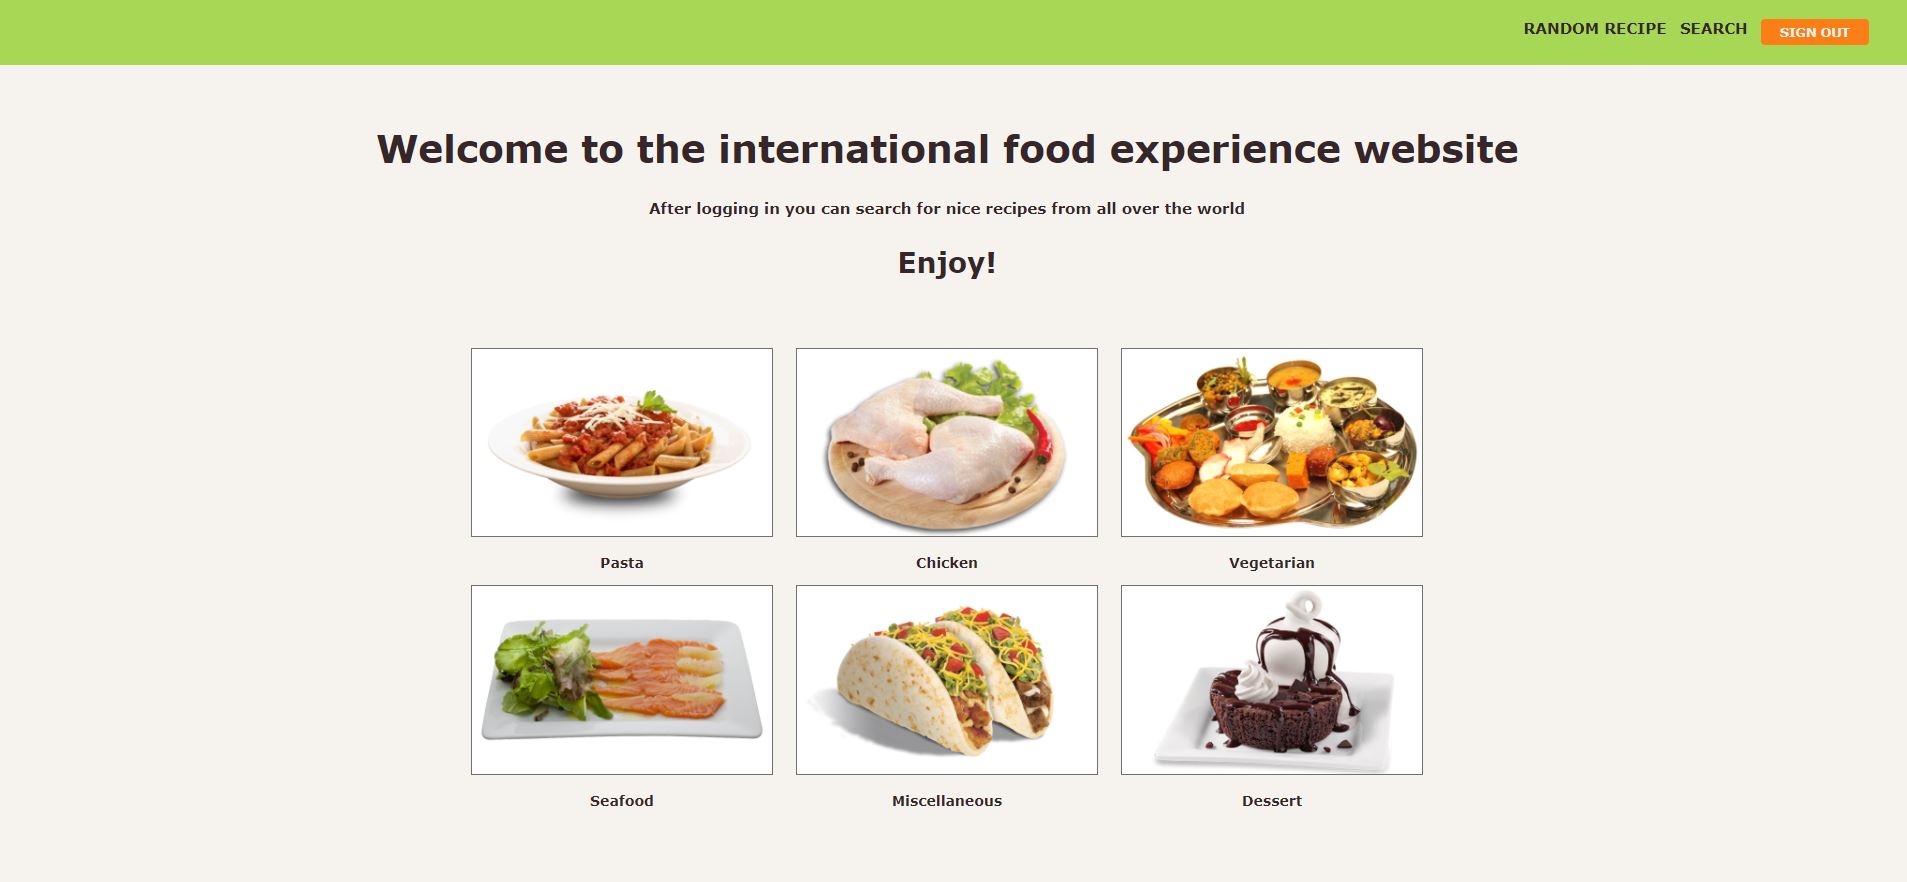 RANDOM RECIPE SEARCH SIGN OUT
Welcome to the international food experience website
After logging in you can search for nice recipes from all over the world
Enjoy!
Pasta
Chicken
Vegetarian
Seafood
Miscellaneous
Dessert